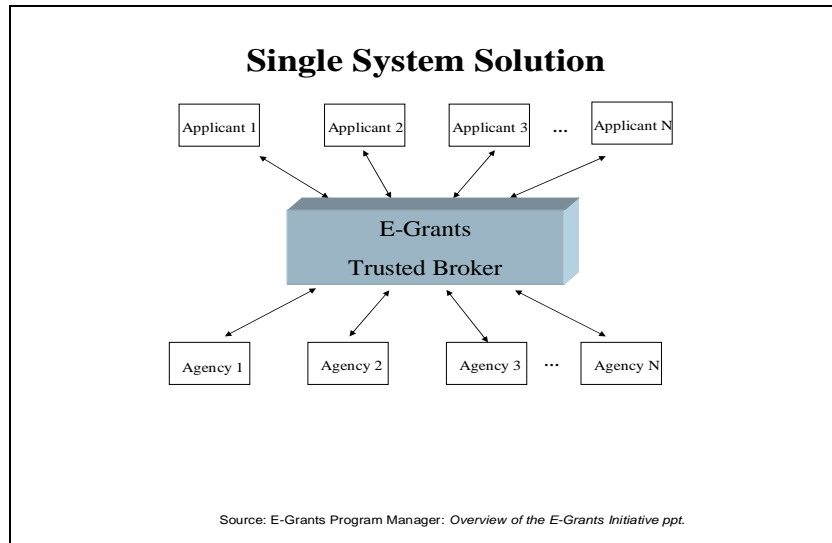 Single System Solution
Applicant 1 Applicant 2 Applicant 3 ... Applicant N
E-Grants
Trusted Broker
Agency 1 Agency 2 Agency 3 ... Agency N
Source: E-Grants Program Manager: Overview of the E-Grants Initiative ppt.